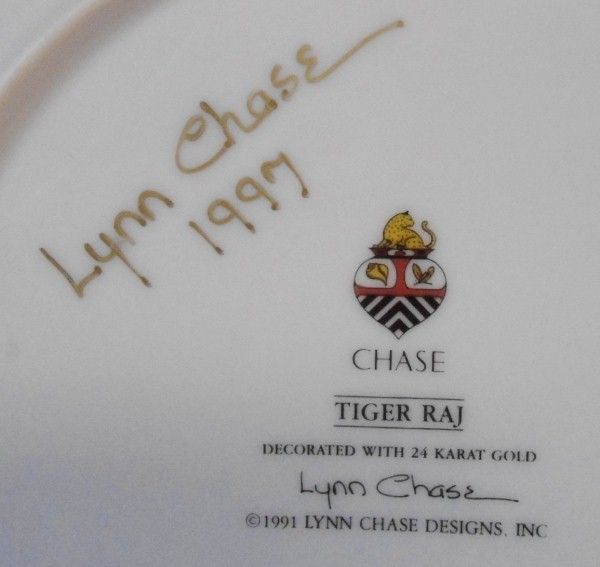 Lynn Chase
1997
CHASE
TIGER RAJ
DECORATED WITH 24 KARAT GOLD
Lynn Chase
©1991 LYNN CHASE DESIGNS, INC